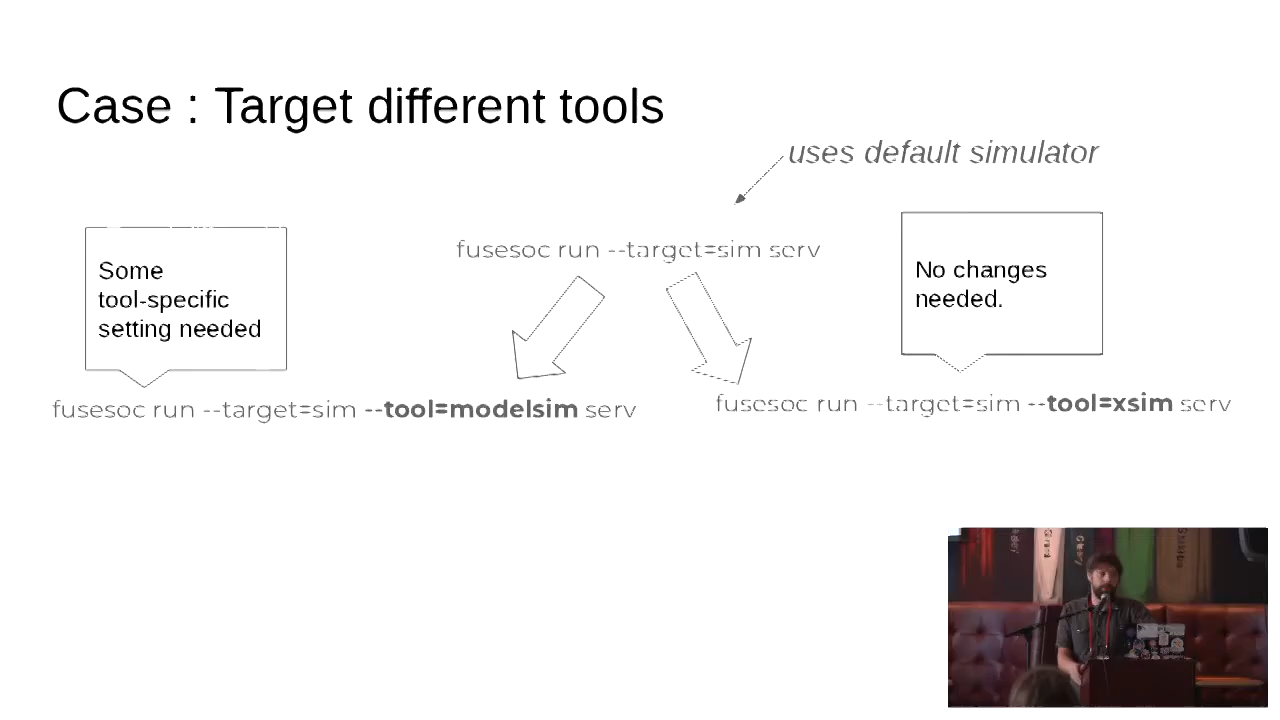 Case : Target different tools
uses default simulator
fusesoc run --target=sim serv
Some
tool-specific
setting needed
No changes
needed.
fusesoc run --target=sim --tool=modelsim serv
fusesoc run --target=sim --tool=xsim serv